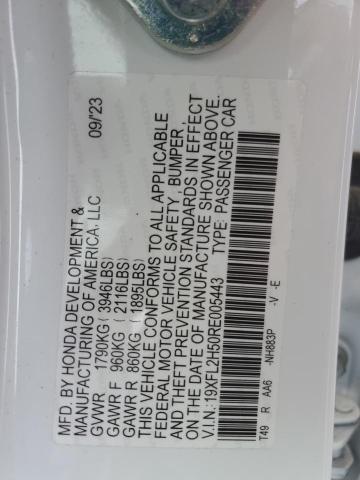 MFD. BY HONDA DEVELOPMENT &
MANUFACTURING OF AMERICA, LLC 09/'23
GVWR 1790KG ( 3946LBS)
GAWR F 960KG ( 2116LBS)
GAWR R 860KG ( 1895LBS)
THIS VEHICLE CONFORMS TO ALL APPLICABLE
FEDERAL MOTOR VEHICLE SAFETY, BUMPER,
AND THEFT PREVENTION STANDARDS IN EFFECT
ON THE DATE OF MANUFACTURE SHOWN ABOVE.
V.I.N.: 19XFL2H50RE005443 TYPE: PASSENGER CAR
T49 R AA6 -NH883P -V -E